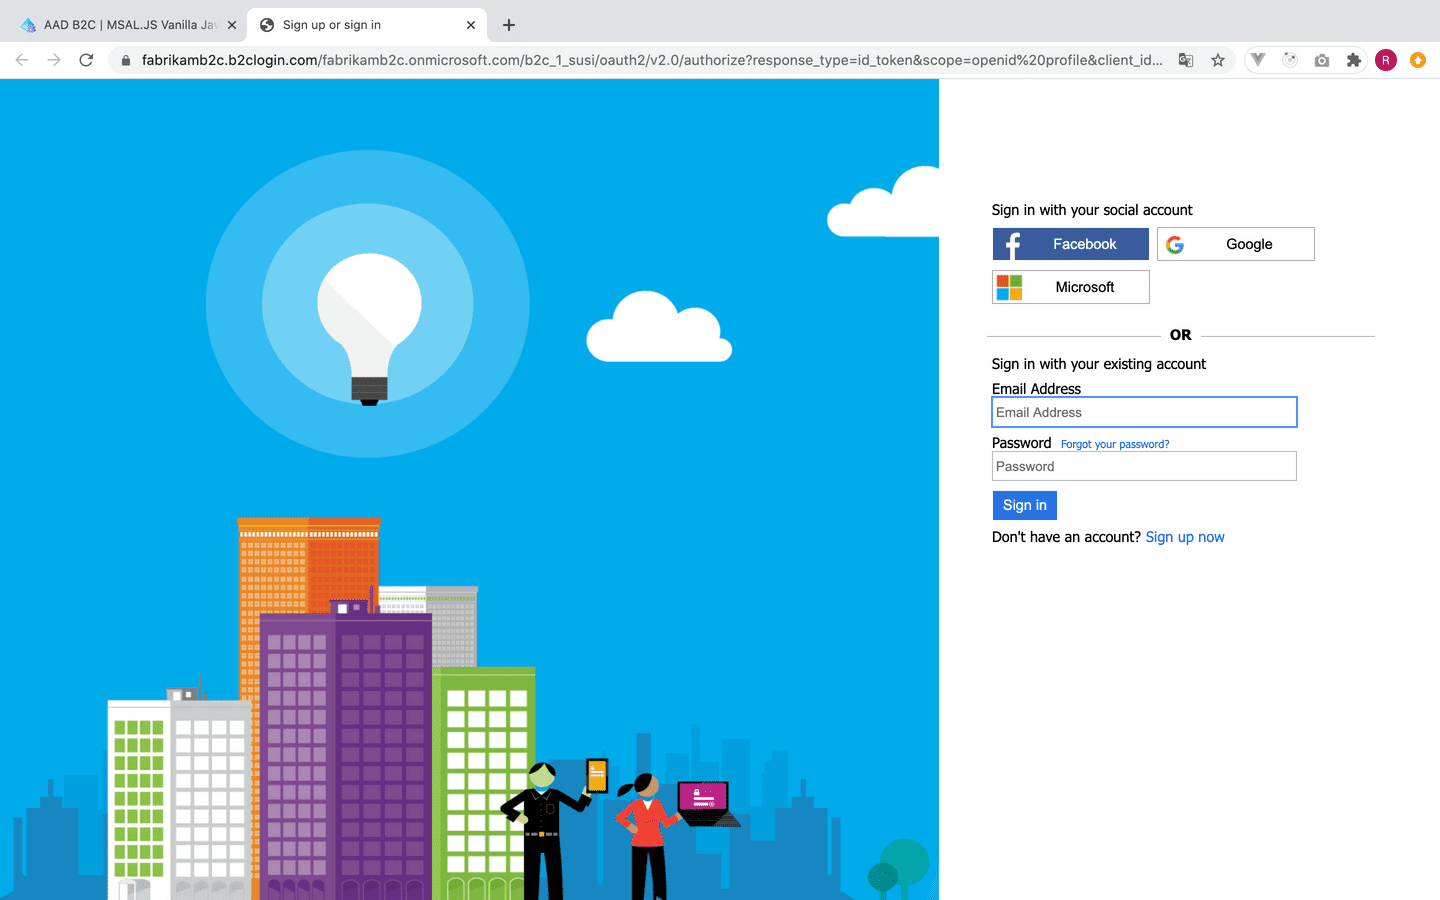 AAD B2C | MSAL.JS Vanilla Jav
Sign up or sign in
fabrikamb2c.b2clogin.com/fabrikamb2c.onmicrosoft.com/b2c_1_susi/oauth2/v2.0/authorize?response_type=id_token&scope=openid%20profile&client_id...
R
Sign in with your social account
Facebook
Google
Microsoft
OR
Sign in with your existing account
Email Address
Email Address
Password Forgot your password?
Password
Sign in
Don't have an account? Sign up now